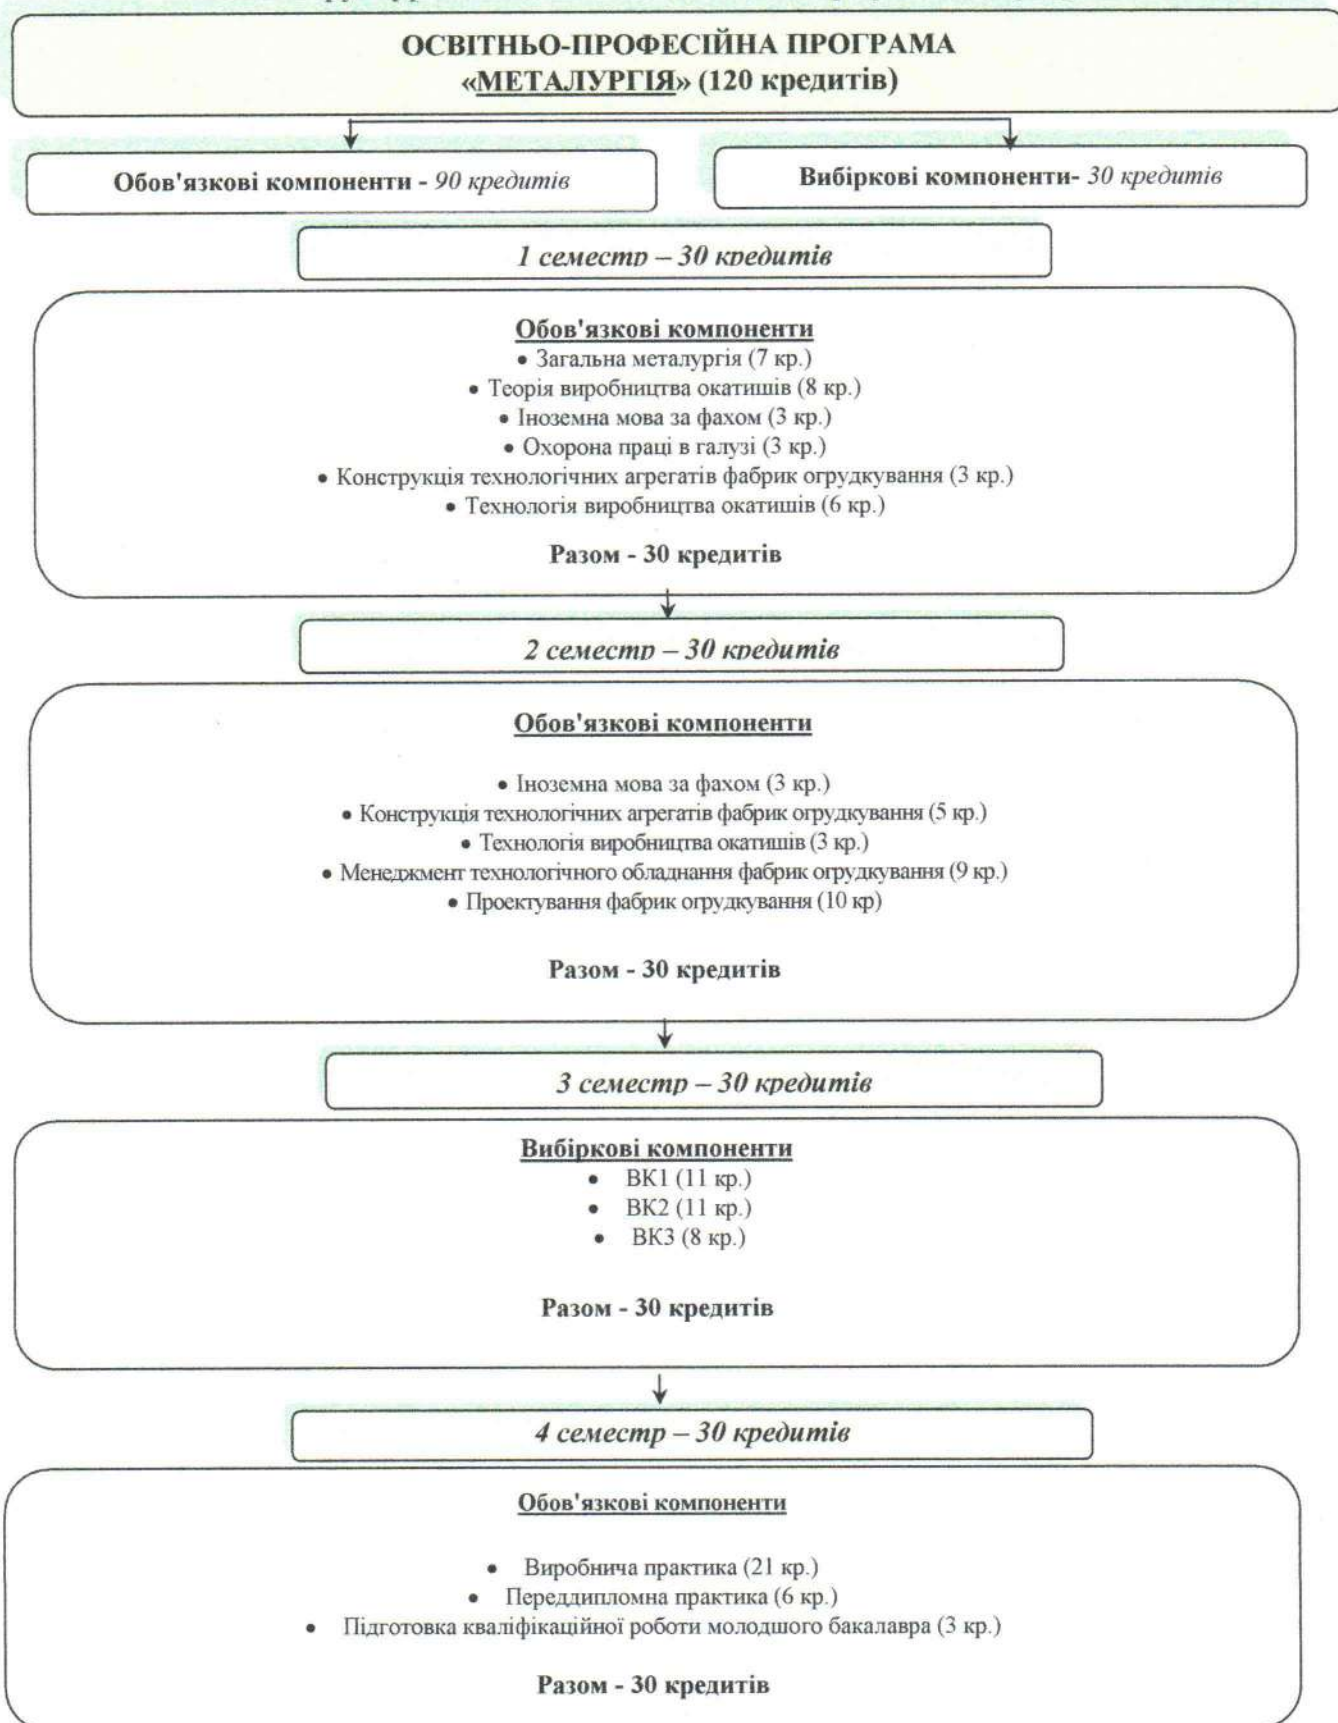 ОСВІТНЬО-ПРОФЕСІЙНА ПРОГРАМА
«МЕТАЛУРГІЯ» (120 кредитів)
Обов'язкові компоненти - 90 кредитів
Вибіркові компоненти- 30 кредитів
1 семестр – 30 кредитів
Обов'язкові компоненти
• Загальна металургія (7 кр.)
• Теорія виробництва окатишів (8 кр.)
• Іноземна мова за фахом (3 кр.)
• Охорона праці в галузі (3 кр.)
• Конструкція технологічних агрегатів фабрик огрудкування (3 кр.)
• Технологія виробництва окатишів (6 кр.)
Разом - 30 кредитів
2 семестр – 30 кредитів
Обов'язкові компоненти
• Іноземна мова за фахом (3 кр.)
• Конструкція технологічних агрегатів фабрик огрудкування (5 кр.)
• Технологія виробництва окатишів (3 кр.)
• Менеджмент технологічного обладнання фабрик огрудкування (9 кр.)
• Проектування фабрик огрудкування (10 кр)
Разом - 30 кредитів
3 семестр – 30 кредитів
Вибіркові компоненти
• ВК1 (11 кр.)
• ВК2 (11 кр.)
• ВК3 (8 кр.)
Разом - 30 кредитів
4 семестр – 30 кредитів
Обов'язкові компоненти
• Виробнича практика (21 кр.)
• Переддипломна практика (6 кр.)
• Підготовка кваліфікаційної роботи молодшого бакалавра (3 кр.)
Разом - 30 кредитів